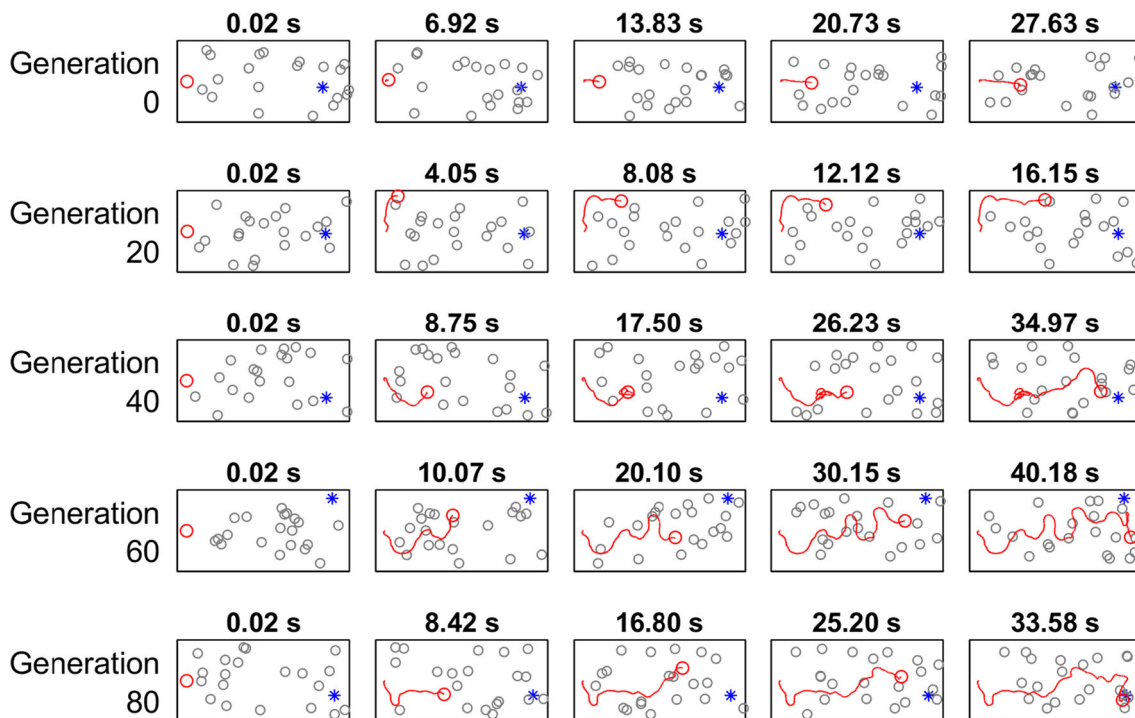 0.02 s 6.92 s 13.83 s 20.73 s 27.63 s
Generation
0
0.02 s 4.05 s 8.08 s 12.12 s 16.15 s
Generation
20
0.02 s 8.75 s 17.50 s 26.23 s 34.97 s
Generation
40
0.02 s 10.07 s 20.10 s 30.15 s 40.18 s
Generation
60
0.02 s 8.42 s 16.80 s 25.20 s 33.58 s
Generation
80